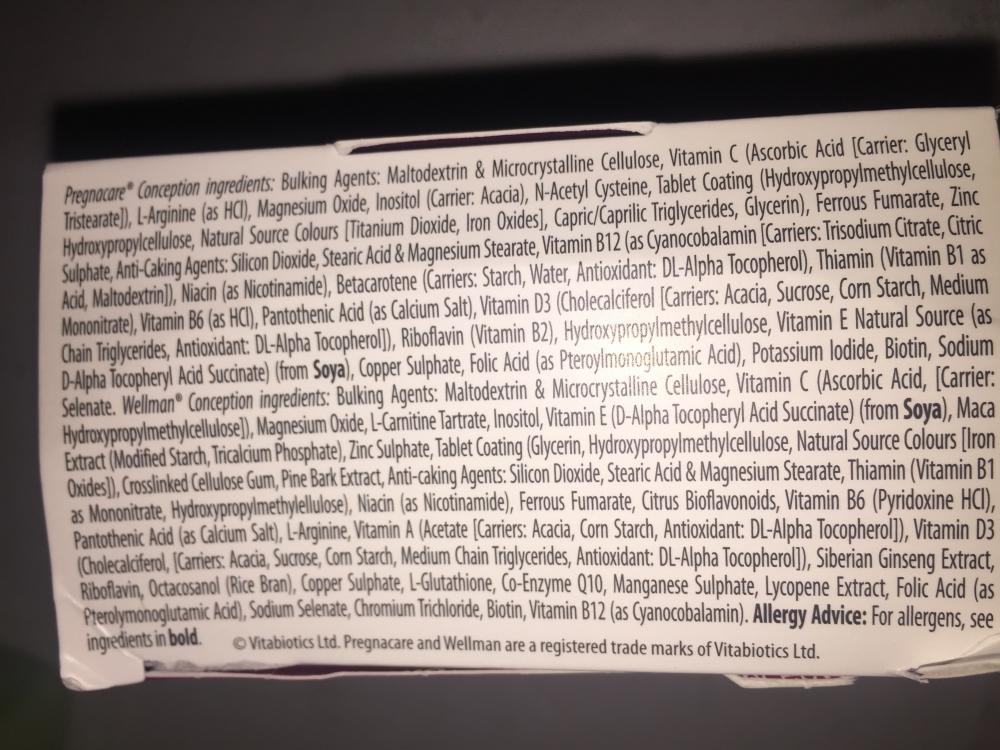 Pregnacare® Conception ingredients: Bulking Agents: Maltodextrin & Microcrystalline Cellulose, Vitamin C (Ascorbic Acid [Carrier: Glyceryl
Tristearate]), L-Arginine (as HCl), Magnesium Oxide, Inositol (Carrier: Acacia), N-Acetyl Cysteine, Tablet Coating (Hydroxypropylmethylcellulose,
Hydroxypropylcellulose, Natural Source Colours [Titanium Dioxide, Iron Oxides], Capric/Caprilic Triglycerides, Glycerin), Ferrous Fumarate, Zinc
Sulphate, Anti-Caking Agents: Silicon Dioxide, Stearic Acid & Magnesium Stearate, Vitamin B12 (as Cyanocobalamin [Carriers: Trisodium Citrate, Citric
Acid, Maltodextrin]), Niacin (as Nicotinamide), Betacarotene (Carriers: Starch, Water, Antioxidant: DL-Alpha Tocopherol), Thiamin (Vitamin B1 as
Mononitrate), Vitamin B6 (as HCl), Pantothenic Acid (as Calcium Salt), Vitamin D3 (Cholecalciferol [Carriers: Acacia, Sucrose, Corn Starch, Medium
Chain Triglycerides, Antioxidant: DL-Alpha Tocopherol]), Riboflavin (Vitamin B2), Hydroxypropylmethylcellulose, Vitamin E Natural Source (as
D-Alpha Tocopheryl Acid Succinate) (from Soya), Copper Sulphate, Folic Acid (as Pteroylmonoglutamic Acid), Potassium Iodide, Biotin, Sodium
Selenate. Wellman® Conception ingredients: Bulking Agents: Maltodextrin & Microcrystalline Cellulose, Vitamin C (Ascorbic Acid, [Carrier:
Hydroxypropylmethylcellulose]), Magnesium Oxide, L-Carnitine Tartrate, Inositol, Vitamin E (D-Alpha Tocopheryl Acid Succinate) (from Soya), Maca
Extract (Modified Starch, Tricalcium Phosphate), Zinc Sulphate, Tablet Coating (Glycerin, Hydroxypropylmethylcellulose, Natural Source Colours [Iron
Oxides]), Crosslinked Cellulose Gum, Pine Bark Extract, Anti-caking Agents: Silicon Dioxide, Stearic Acid & Magnesium Stearate, Thiamin (Vitamin B1
as Mononitrate, Hydroxypropylmethylellulose), Niacin (as Nicotinamide), Ferrous Fumarate, Citrus Bioflavonoids, Vitamin B6 (Pyridoxine HCl),
Pantothenic Acid (as Calcium Salt), L-Arginine, Vitamin A (Acetate [Carriers: Acacia, Corn Starch, Antioxidant: DL-Alpha Tocopherol]), Vitamin D3
(Cholecalciferol, [Carriers: Acacia, Sucrose, Corn Starch, Medium Chain Triglycerides, Antioxidant: DL-Alpha Tocopherol]), Siberian Ginseng Extract,
Riboflavin, Octacosanol (Rice Bran), Copper Sulphate, L-Glutathione, Co-Enzyme Q10, Manganese Sulphate, Lycopene Extract, Folic Acid (as
Pterolymonoglutamic Acid), Sodium Selenate, Chromium Trichloride, Biotin, Vitamin B12 (as Cyanocobalamin). Allergy Advice: For allergens, see
ingredients in bold. © Vitabiotics Ltd. Pregnacare and Wellman are a registered trade marks of Vitabiotics Ltd.